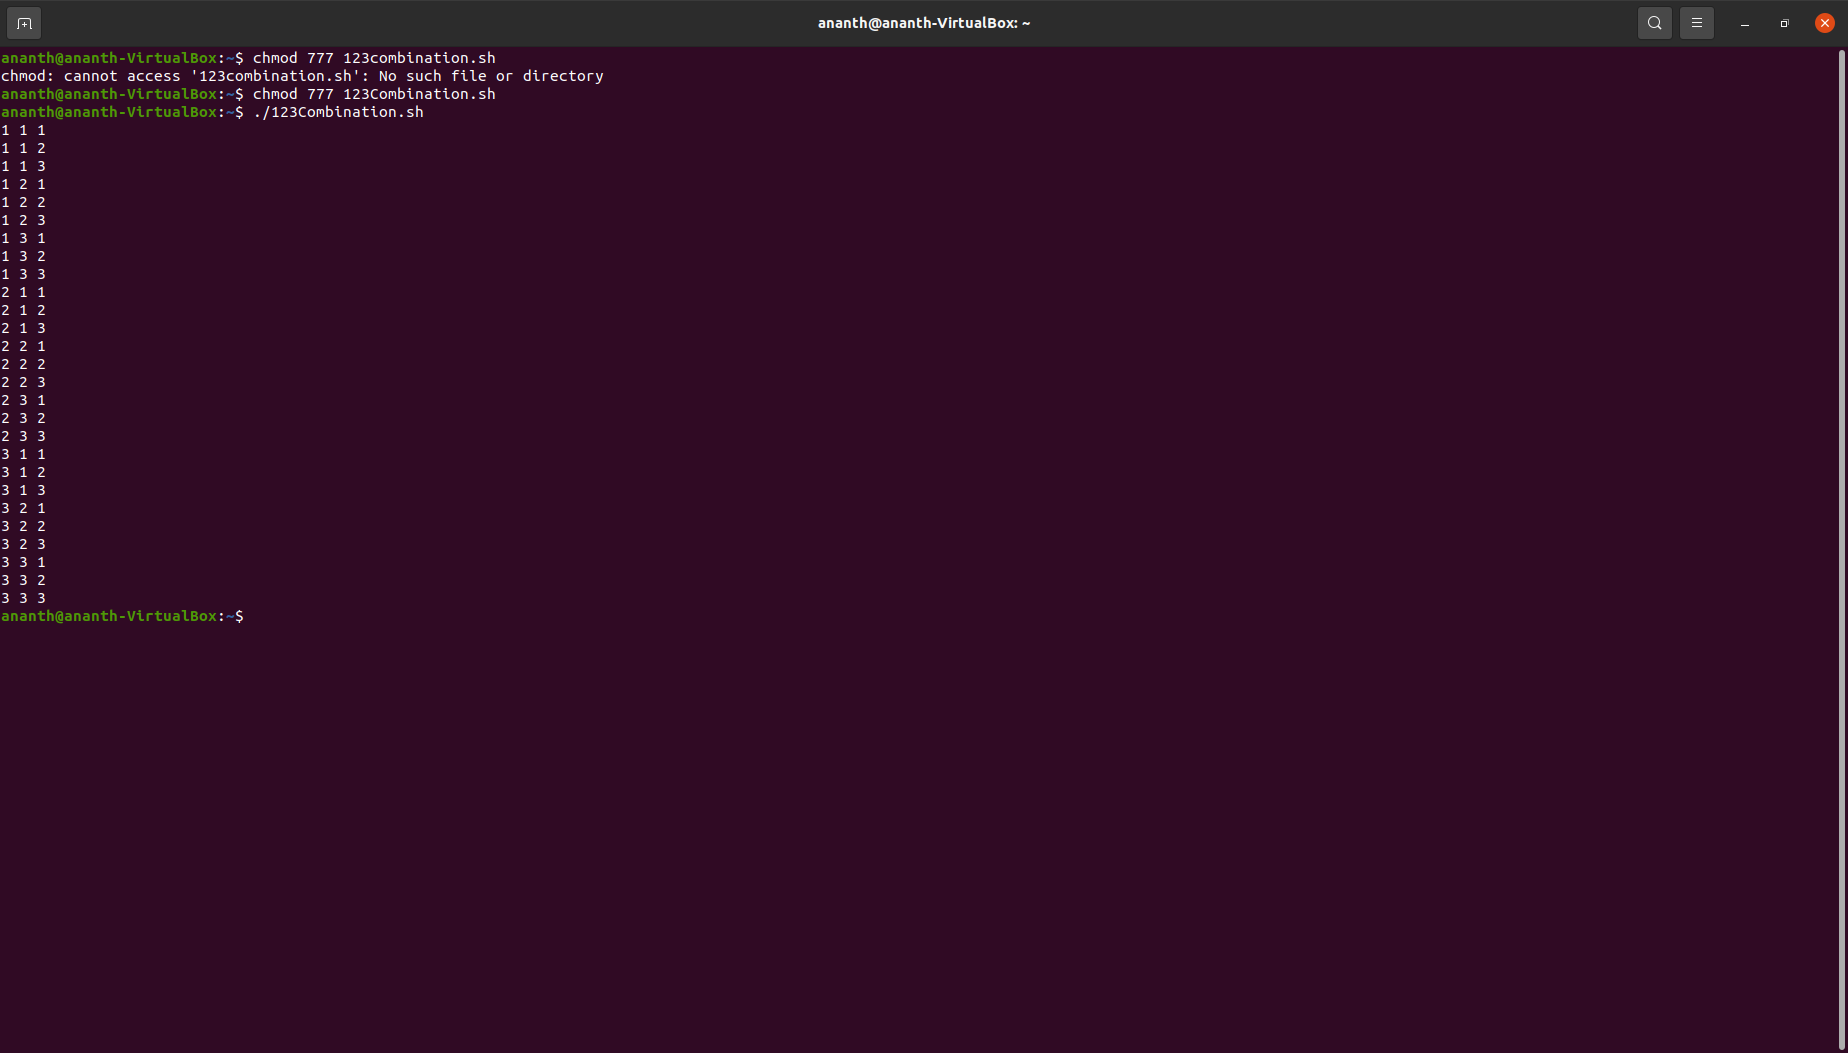 ananth@ananth-VirtualBox: ~
ananth@ananth-VirtualBox:~$ chmod 777 123combination.sh
chmod: cannot access '123combination.sh': No such file or directory
ananth@ananth-VirtualBox:~$ chmod 777 123Combination.sh
ananth@ananth-VirtualBox:~$ ./123Combination.sh
1 1 1
1 1 2
1 1 3
1 2 1
1 2 2
1 2 3
1 3 1
1 3 2
1 3 3
2 1 1
2 1 2
2 1 3
2 2 1
2 2 2
2 2 3
2 3 1
2 3 2
2 3 3
3 1 1
3 1 2
3 1 3
3 2 1
3 2 2
3 2 3
3 3 1
3 3 2
3 3 3
ananth@ananth-VirtualBox:~$